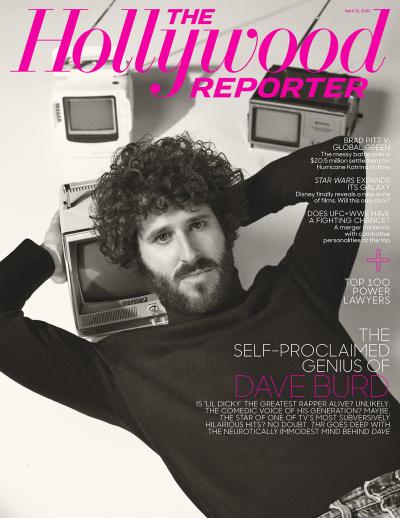 April 12, 2023
THE
Hollywood
REPORTER
BRAD PITT V.
GLOBAL GREEN
The messy battle over a
$20.5 million settlement for
Hurricane Katrina victims
STAR WARS EXPANDS
ITS GALAXY
Disney finally reveals a new slate
of films. Will this one stick?
DOES UFC+WWE HAVE
A FIGHTING CHANCE?
A merger contends
with combative
personalities at the top
+
TOP 100
POWER
LAWYERS
THE
SELF-PROCLAIMED
GENIUS OF
DAVE BURD
IS 'LIL DICKY' THE GREATEST RAPPER ALIVE? UNLIKELY.
THE COMEDIC VOICE OF HIS GENERATION? MAYBE.
THE STAR OF ONE OF TV'S MOST SUBVERSIVELY
HILARIOUS HITS? NO DOUBT. THR GOES DEEP WITH
THE NEUROTICALLY IMMODEST MIND BEHIND DAVE